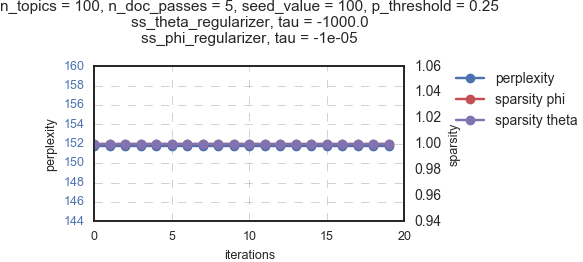 n_topics = 100, n_doc_passes = 5, seed_value = 100, p_threshold = 0.25
ss_theta_regularizer, tau = -1000.0
ss_phi_regularizer, tau = -1e-05
160
158
156
154
152
150
148
146
144
perplexity
1.06
1.04
1.02
1.00
0.98
0.96
0.94
sparsity
perplexity
sparsity phi
sparsity theta
0 5 10 15 20
iterations